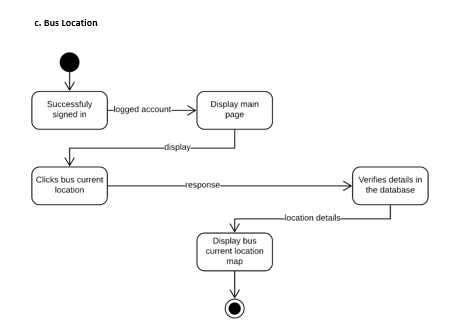 c. Bus Location
Successfuly
signed in
logged account
Display main
page
display
Clicks bus current
location
response
Verifies details in
the database
location details
Display bus
current location
map